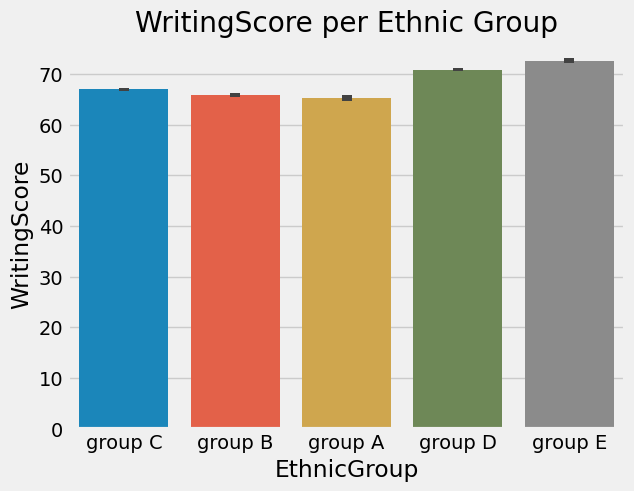 WritingScore per Ethnic Group
WritingScore
70
60
50
40
30
20
10
0
group C group B group A group D group E
EthnicGroup